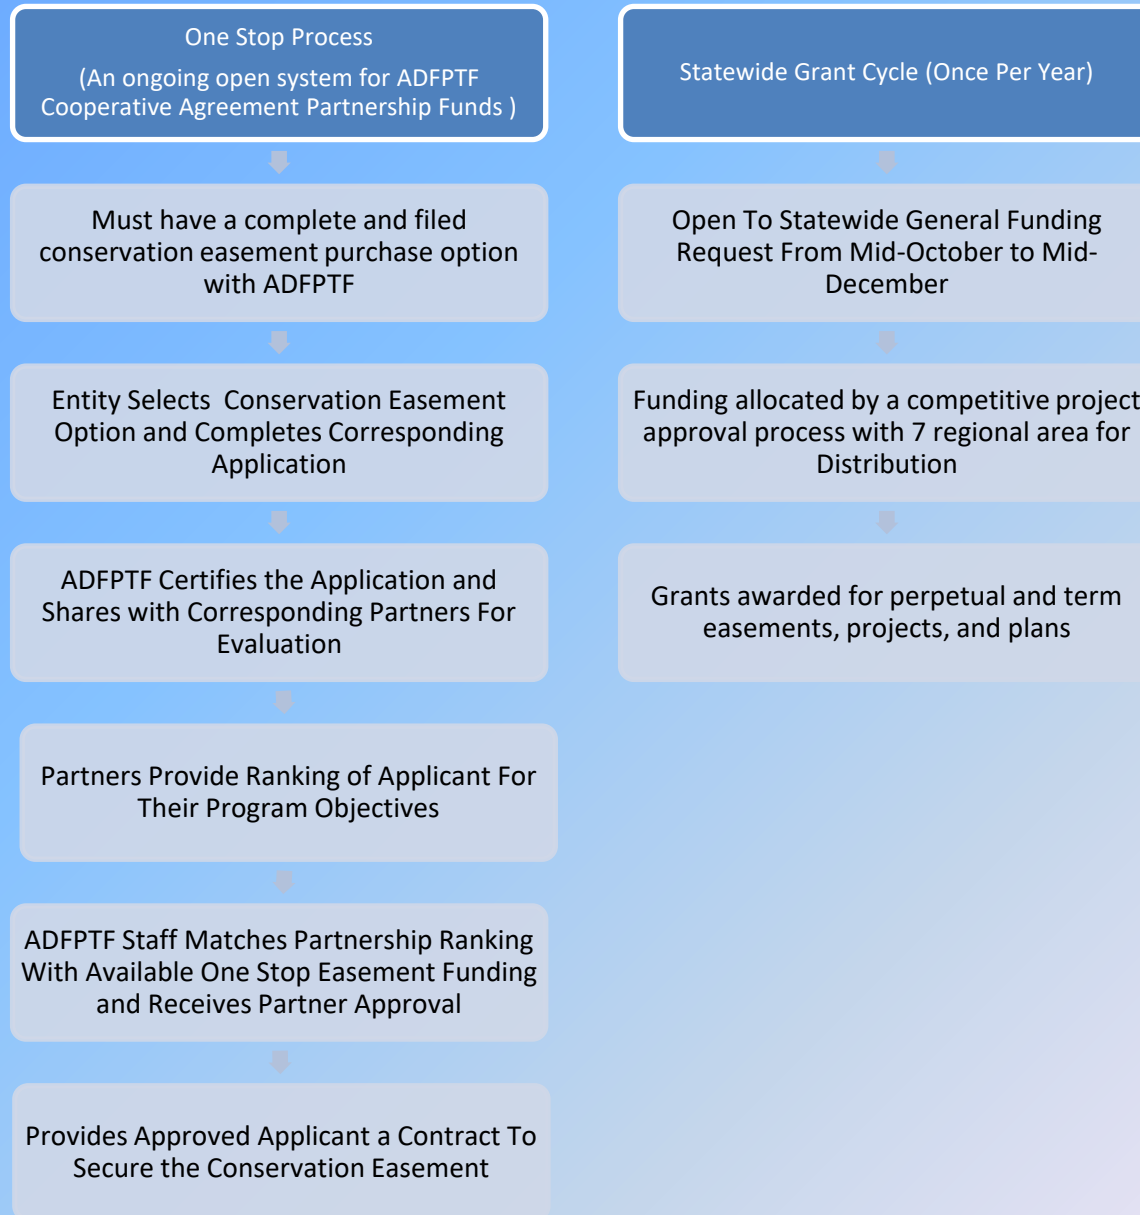 One Stop Process
(An ongoing open system for ADFPTF
Cooperative Agreement Partnership Funds )
Must have a complete and filed
conservation easement purchase option
with ADFPTF
Entity Selects  Conservation Easement
Option and Completes Corresponding
Application
ADFPTF Certifies the Application and
Shares with Corresponding Partners For
Evaluation
Partners Provide Ranking of Applicant For
Their Program Objectives
ADFPTF Staff Matches Partnership Ranking
With Available One Stop Easement Funding
and Receives Partner Approval
Provides Approved Applicant a Contract To
Secure the Conservation Easement
Statewide Grant Cycle (Once Per Year)
Open To Statewide General Funding
Request From Mid-October to Mid-
December
Funding allocated by a competitive project
approval process with 7 regional area for
Distribution
Grants awarded for perpetual and term
easements, projects, and plans